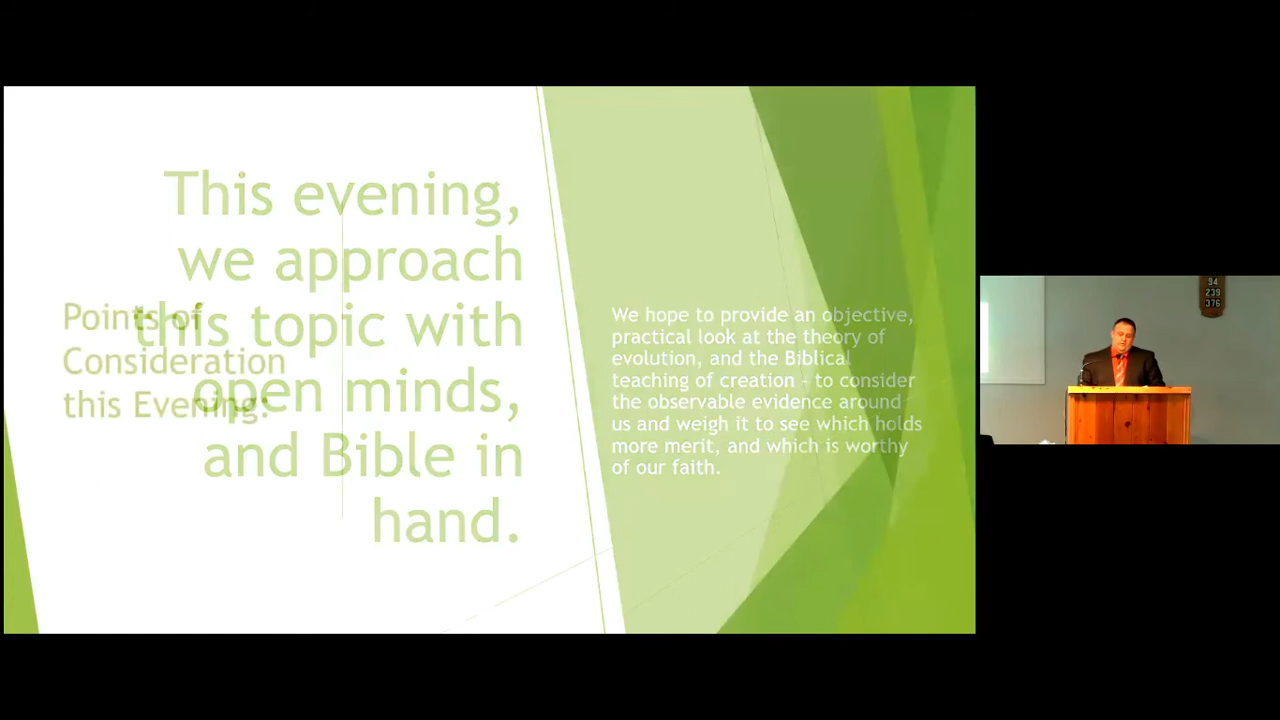 This evening,
we approach
this topic with
open minds,
and Bible in
hand.
Points of
Consideration
this Evening:
We hope to provide an objective,
practical look at the theory of
evolution, and the Biblical
teaching of creation - to consider
the observable evidence around
us and weigh it to see which holds
more merit, and which is worthy
of our faith.
94
239
376